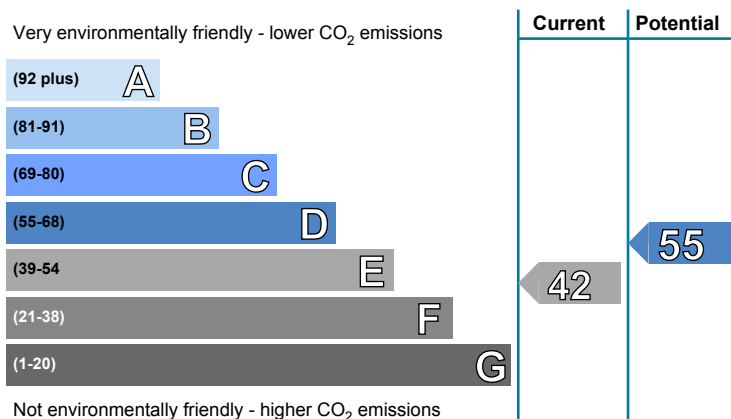 Very environmentally friendly - lower CO2 emissions
Current
Potential
(92 plus) A
(81-91) B
(69-80) C
(55-68) D
55
(39-54 E
42
(21-38) F
(1-20) G
Not environmentally friendly - higher CO2 emissions